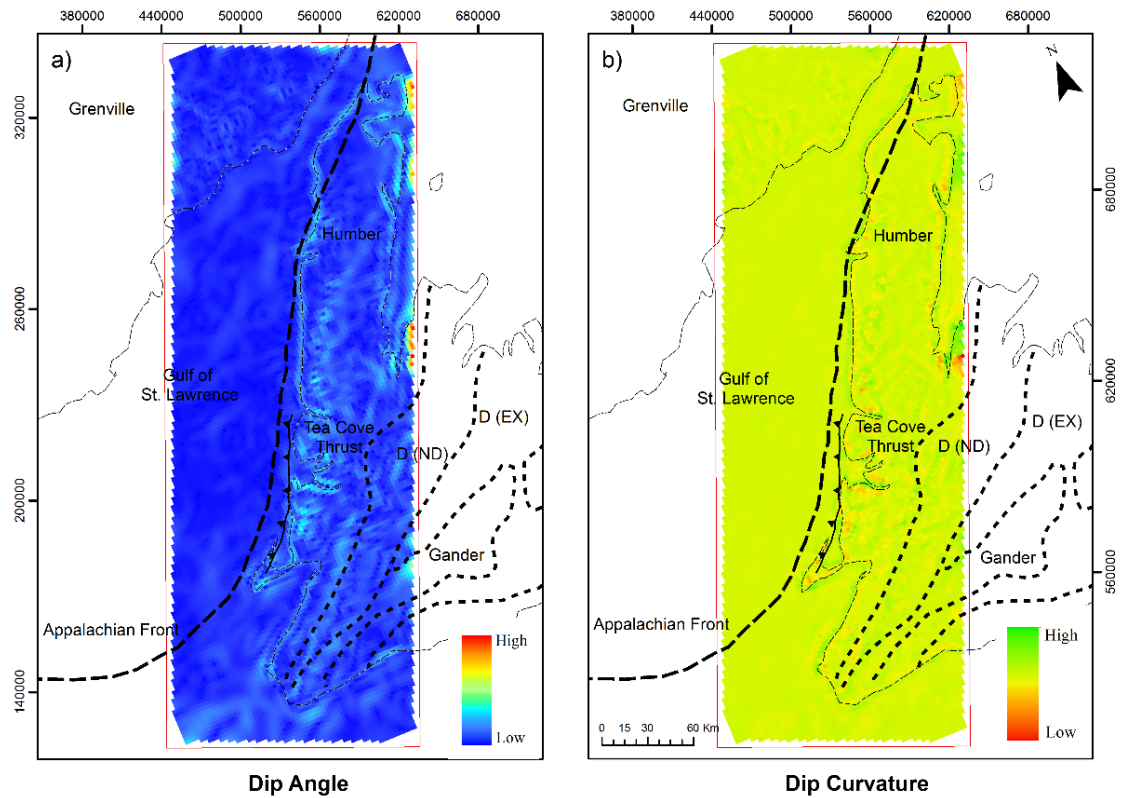 380000 440000 500000 560000 620000 680000
380000 440000 500000 560000 620000 680000
a)
Grenville
320000
Humber
260000
Gulf of
St. Lawrence
D (EX)
Tea Cove
Thrust
D (ND)
200000
Gander
Appalachian Front
High
Low
140000
Dip Angle
b)
N
Grenville
680000
Humber
620000
Gulf of
St. Lawrence
D (EX)
Tea Cove
Thrust
D (ND)
560000
Gander
Appalachian Front
High
Low
0 15 30 60 Km
Dip Curvature